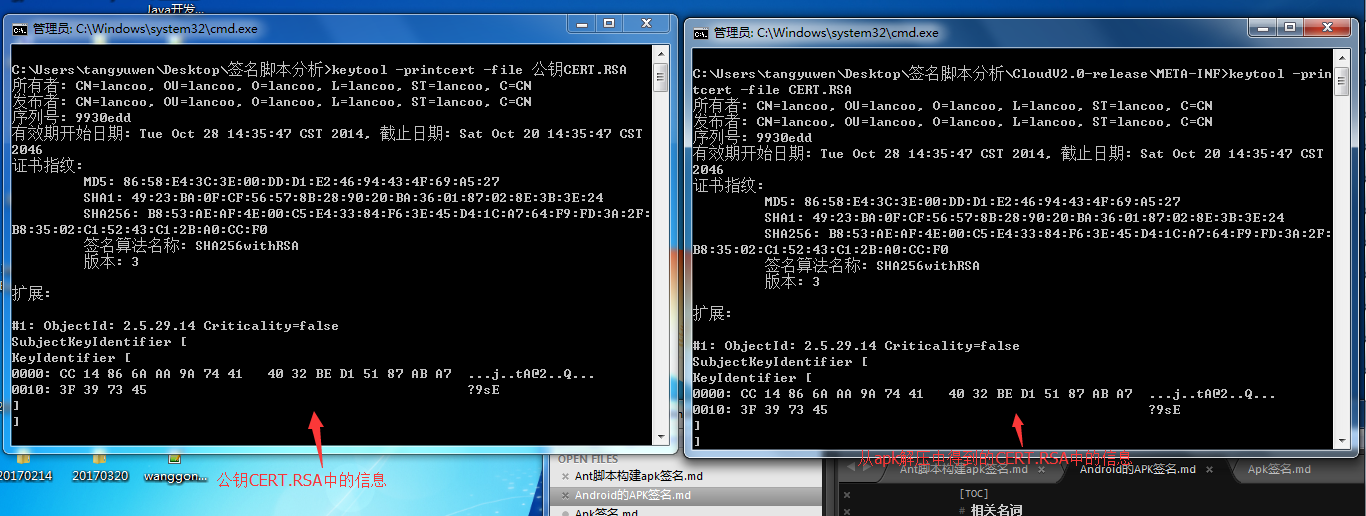 Java开发...
管理员: C:\Windows\system32\cmd.exe
C:\Users\tangyuwen\Desktop\签名脚本分析>keytool -printcert -file 公钥CERT.RSA
所有者: CN=lancoo, OU=lancoo, O=lancoo, L=lancoo, ST=lancoo, C=CN
发布者: CN=lancoo, OU=lancoo, O=lancoo, L=lancoo, ST=lancoo, C=CN
序列号: 9930edd
有效期开始日期: Tue Oct 28 14:35:47 CST 2014, 截止日期: Sat Oct 20 14:35:47 CST
2046
证书指纹:
MD5: 86:58:E4:3C:3E:00:DD:D1:E2:46:94:43:4F:69:A5:27
SHA1: 49:23:BA:0F:CF:56:57:8B:28:90:20:BA:36:01:87:02:8E:3B:3E:24
SHA256: B8:53:AE:AF:4E:00:C5:E4:33:84:F6:3E:45:D4:1C:A7:64:F9:FD:3A:2F:
B8:35:02:C1:52:43:C1:2B:A0:CC:F0
签名算法名称: SHA256withRSA
版本: 3
扩展:
#1: ObjectId: 2.5.29.14 Criticality=false
SubjectKeyIdentifier [
KeyIdentifier [
0000: CC 14 86 6A AA 9A 74 41 40 32 BE D1 51 87 AB A7 ...j..tA@2..Q...
0010: 3F 39 73 45 ?9sE
]
]
公钥CERT.RSA中的信息
管理员: C:\Windows\system32\cmd.exe
C:\Users\tangyuwen\Desktop\签名脚本分析\CloudV2.0-release\META-INF>keytool -prin
tcert -file CERT.RSA
所有者: CN=lancoo, OU=lancoo, O=lancoo, L=lancoo, ST=lancoo, C=CN
发布者: CN=lancoo, OU=lancoo, O=lancoo, L=lancoo, ST=lancoo, C=CN
序列号: 9930edd
有效期开始日期: Tue Oct 28 14:35:47 CST 2014, 截止日期: Sat Oct 20 14:35:47 CST
2046
证书指纹:
MD5: 86:58:E4:3C:3E:00:DD:D1:E2:46:94:43:4F:69:A5:27
SHA1: 49:23:BA:0F:CF:56:57:8B:28:90:20:BA:36:01:87:02:8E:3B:3E:24
SHA256: B8:53:AE:AF:4E:00:C5:E4:33:84:F6:3E:45:D4:1C:A7:64:F9:FD:3A:2F:
B8:35:02:C1:52:43:C1:2B:A0:CC:F0
签名算法名称: SHA256withRSA
版本: 3
扩展:
#1: ObjectId: 2.5.29.14 Criticality=false
SubjectKeyIdentifier [
KeyIdentifier [
0000: CC 14 86 6A AA 9A 74 41 40 32 BE D1 51 87 AB A7 ...j..tA@2..Q...
0010: 3F 39 73 45 ?9sE
]
]
从apk解压中得到的CERT.RSA中的信息
20170214
20170320
wanggon...
OPEN FILES
Ant脚本构建apk签名.md
Android的APK签名.md
Apk签名.md
Ant脚本构建apk签名.md
Android的APK签名.md
Apk签名.md
[TOC]
# 相关名词